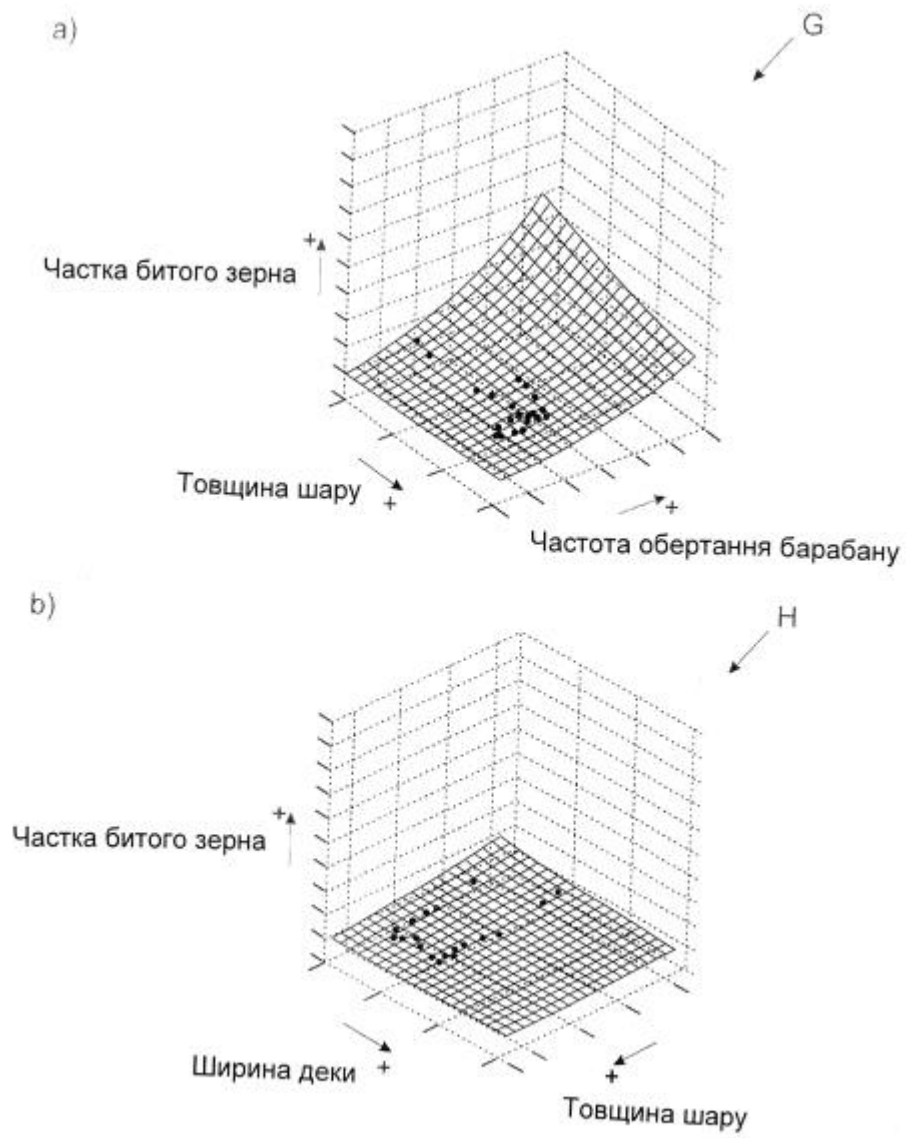 a)
G
+
Частка битого зерна
Товщина шару
+
+
Частота обертання барабану
b)
H
+
Частка битого зерна
Ширина деки
+
+
Товщина шару